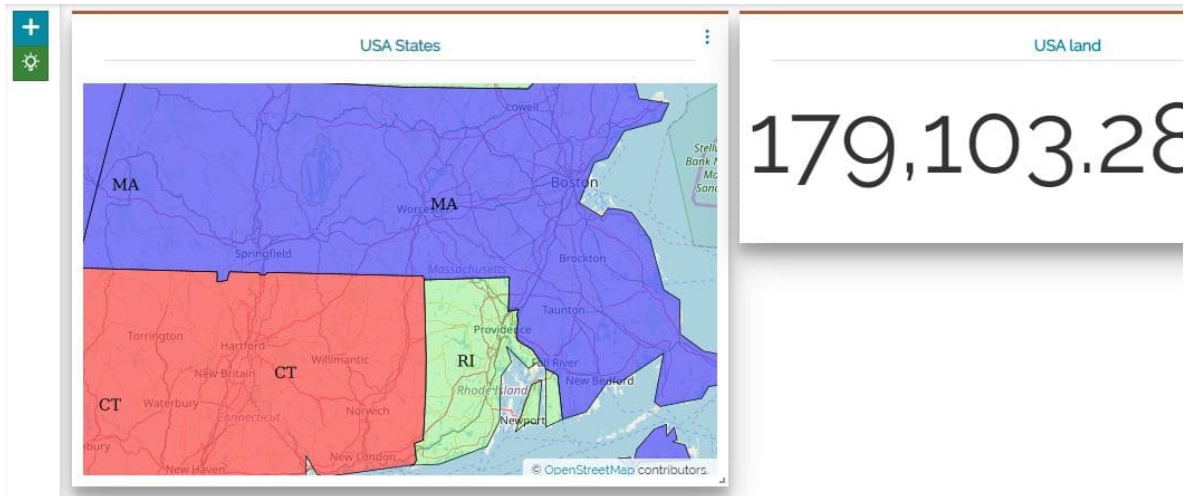 USA States
USA land
179,103.28
Lowell
MA
Boston
Worcester
MA
Springfield
Massachusetts
Brockton
Torrington
Hartford
Willimantic
Taunton
Providence
RI
Fall River
New Britain
CT
New Bedford
CT
Waterbury
Connecticut
Norwich
Rhode Island
Newport
bury
New London
New Haven
© OpenStreetMap contributors.